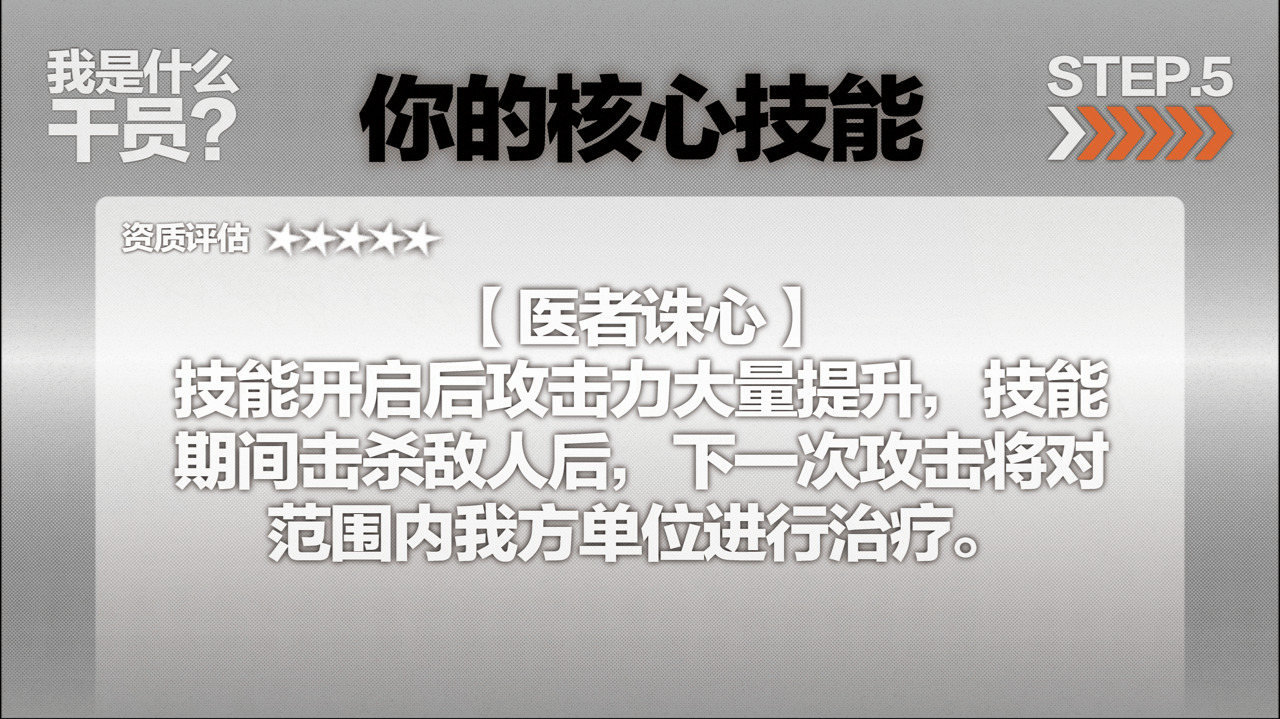 我是什么
干员?
你的核心技能
STEP.5
资质评估 ★★★★★
【医者诛心】
技能开启后攻击力大量提升，技能
期间击杀敌人后，下一次攻击将对
范围内我方单位进行治疗。